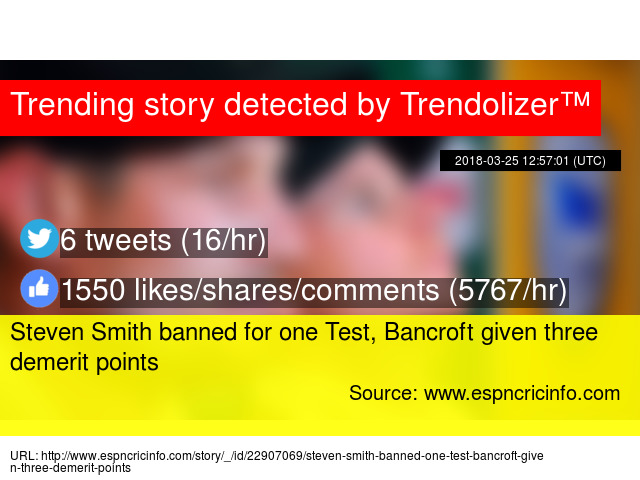 Trending story detected by Trendolizer™
2018-03-25 12:57:01 (UTC)
6 tweets (16/hr)
1550 likes/shares/comments (5767/hr)
Steven Smith banned for one Test, Bancroft given three
demerit points
Source: www.espncricinfo.com
URL: http://www.espncricinfo.com/story/_/id/22907069/steven-smith-banned-one-test-bancroft-give
n-three-demerit-points